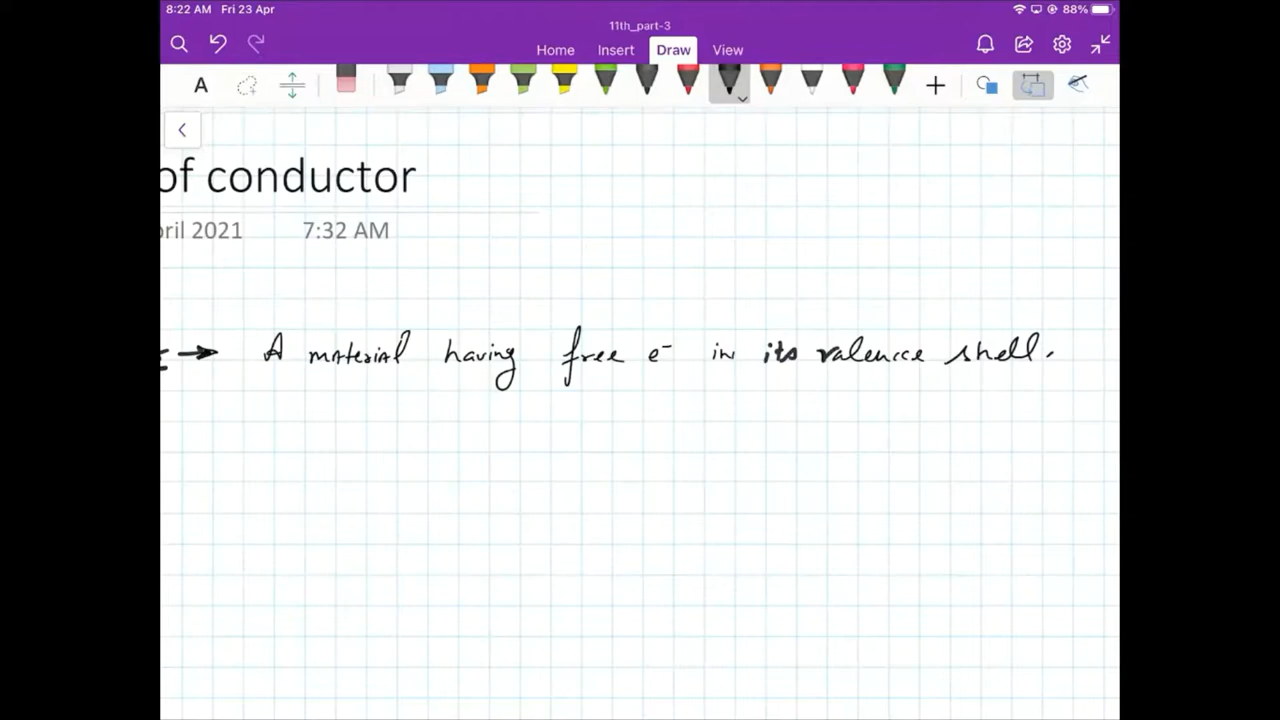 8:22 AM Fri 23 Apr 88%
11th_part-3
Home Insert Draw View
A
of conductor
pril 2021 7:32 AM
A material having free e⁻ in its valence shell.